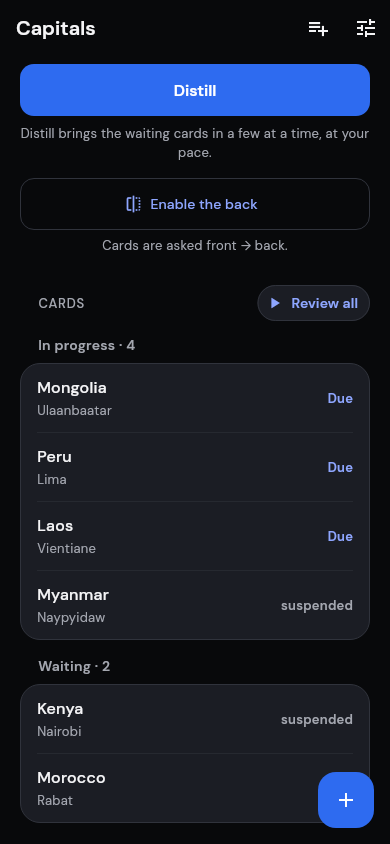 Capitals
Distill
Distill brings the waiting cards in a few at a time, at your
pace.
Enable the back
Cards are asked front → back.
CARDS
Review all
In progress · 4
Mongolia
Ulaanbaatar
Due
Peru
Lima
Due
Laos
Vientiane
Due
Myanmar
Naypyidaw
suspended
Waiting · 2
Kenya
Nairobi
suspended
Morocco
Rabat